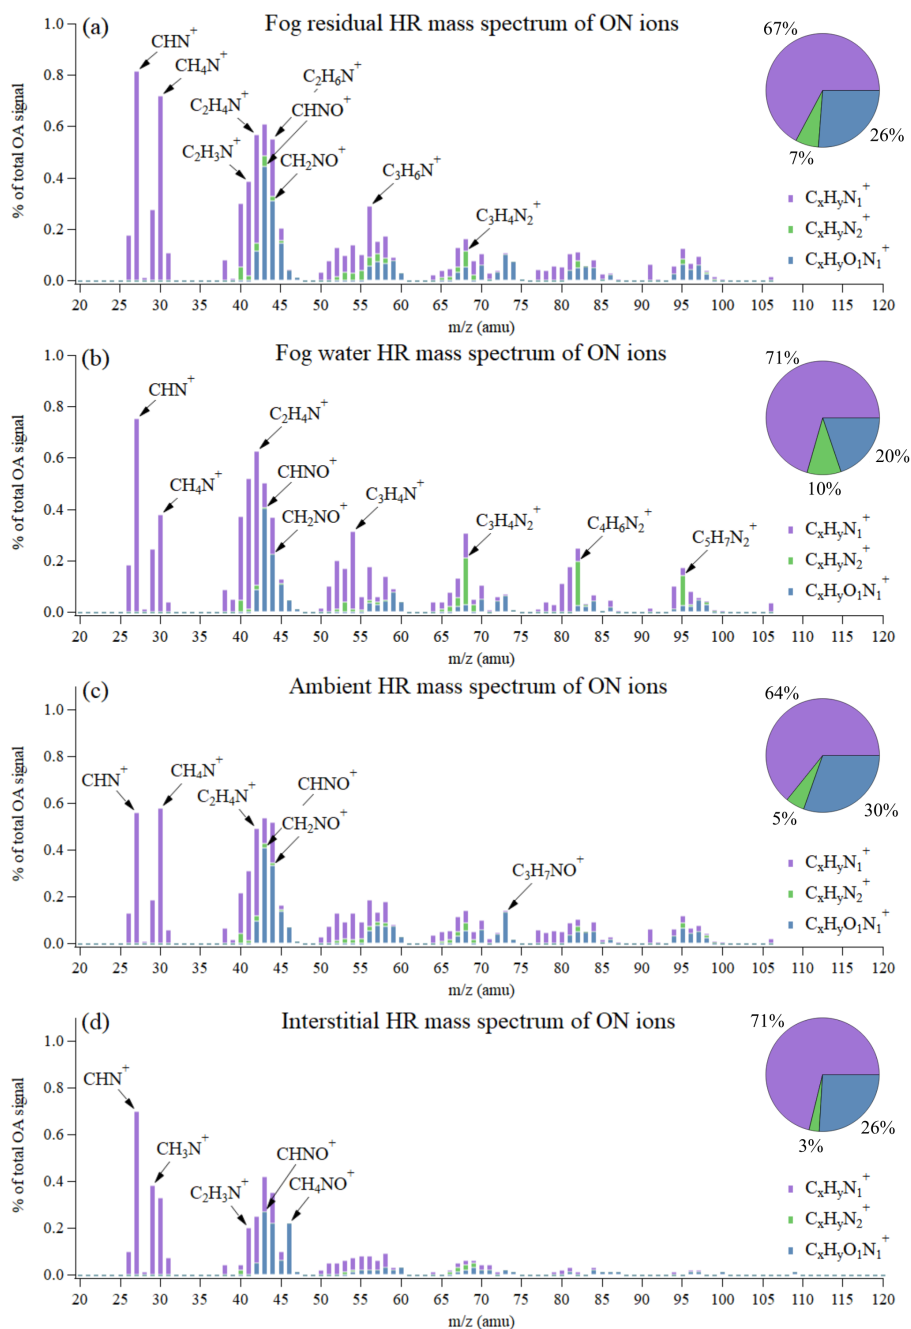 (a) Fog residual HR mass spectrum of ON ions
% of total OA signal
1.0
0.8
0.6
0.4
0.2
0.0
CHN+
CH4N+
C2H6N+
C2H4N+
CHNO+
C2H3N+
CH2NO+
C3H6N+
C3H4N2+
67%
7%
26%
CxHyN1+
CxHyN2+
CxHyO1N1+
20 25 30 35 40 45 50 55 60 65 70 75 80 85 90 95 100 105 110 115 120
m/z (amu)
(b) Fog water HR mass spectrum of ON ions
% of total OA signal
1.0
0.8
0.6
0.4
0.2
0.0
CHN+
C2H4N+
CH4N+
CHNO+
CH2NO+
C3H4N+
C3H4N2+
C4H6N2+
C5H7N2+
71%
10%
20%
CxHyN1+
CxHyN2+
CxHyO1N1+
20 25 30 35 40 45 50 55 60 65 70 75 80 85 90 95 100 105 110 115 120
m/z (amu)
(c) Ambient HR mass spectrum of ON ions
% of total OA signal
1.0
0.8
0.6
0.4
0.2
0.0
CHN+
CH4N+
C2H4N+
CHNO+
CH2NO+
C3H7NO+
64%
5%
30%
CxHyN1+
CxHyN2+
CxHyO1N1+
20 25 30 35 40 45 50 55 60 65 70 75 80 85 90 95 100 105 110 115 120
m/z (amu)
(d) Interstitial HR mass spectrum of ON ions
% of total OA signal
1.0
0.8
0.6
0.4
0.2
0.0
CHN+
CH3N+
C2H3N+
CHNO+
CH4NO+
71%
3%
26%
CxHyN1+
CxHyN2+
CxHyO1N1+
20 25 30 35 40 45 50 55 60 65 70 75 80 85 90 95 100 105 110 115 120
m/z (amu)